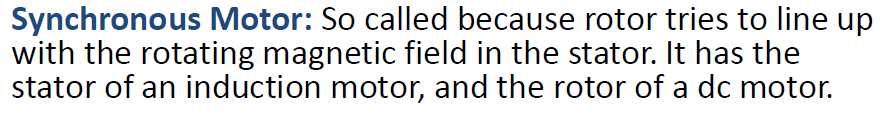 Synchronous Motor: So called because rotor tries to line up
with the rotating magnetic field in the stator. It has the
stator of an induction motor, and the rotor of a dc motor.